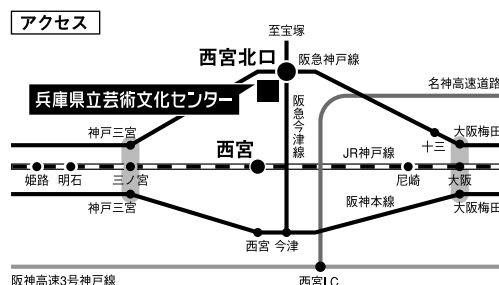 アクセス
至宝塚
西宮北口
阪急神戸線
名神高速道路
兵庫県立芸術文化センター
阪急今津線
神戸三宮
十三
大阪梅田
西宮
JR神戸線
姫路
明石
三ノ宮
尼崎
大阪
神戸三宮
阪神本線
大阪梅田
西宮
今津
阪神高速3号神戸線
西宮I.C